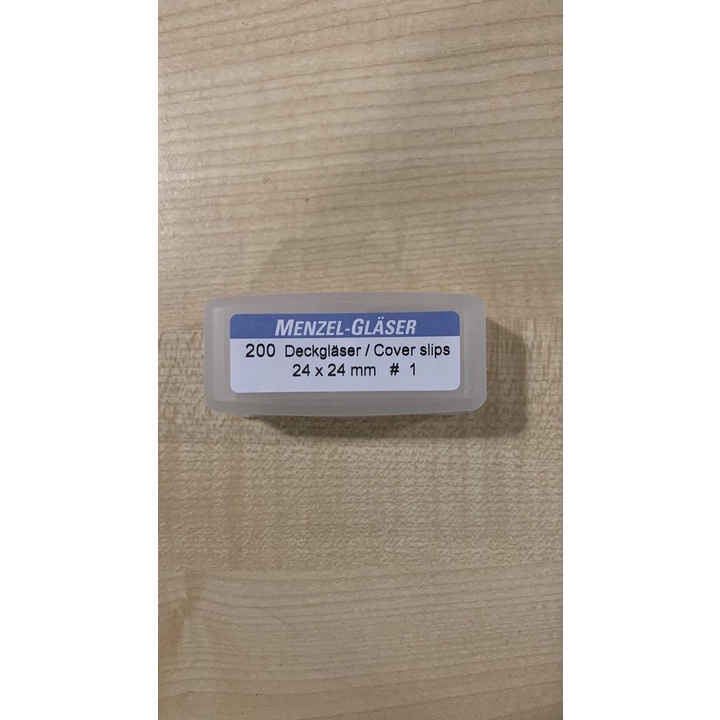 MENZEL-GLÄSER
200 Deckgläser / Cover slips
24 x 24 mm # 1